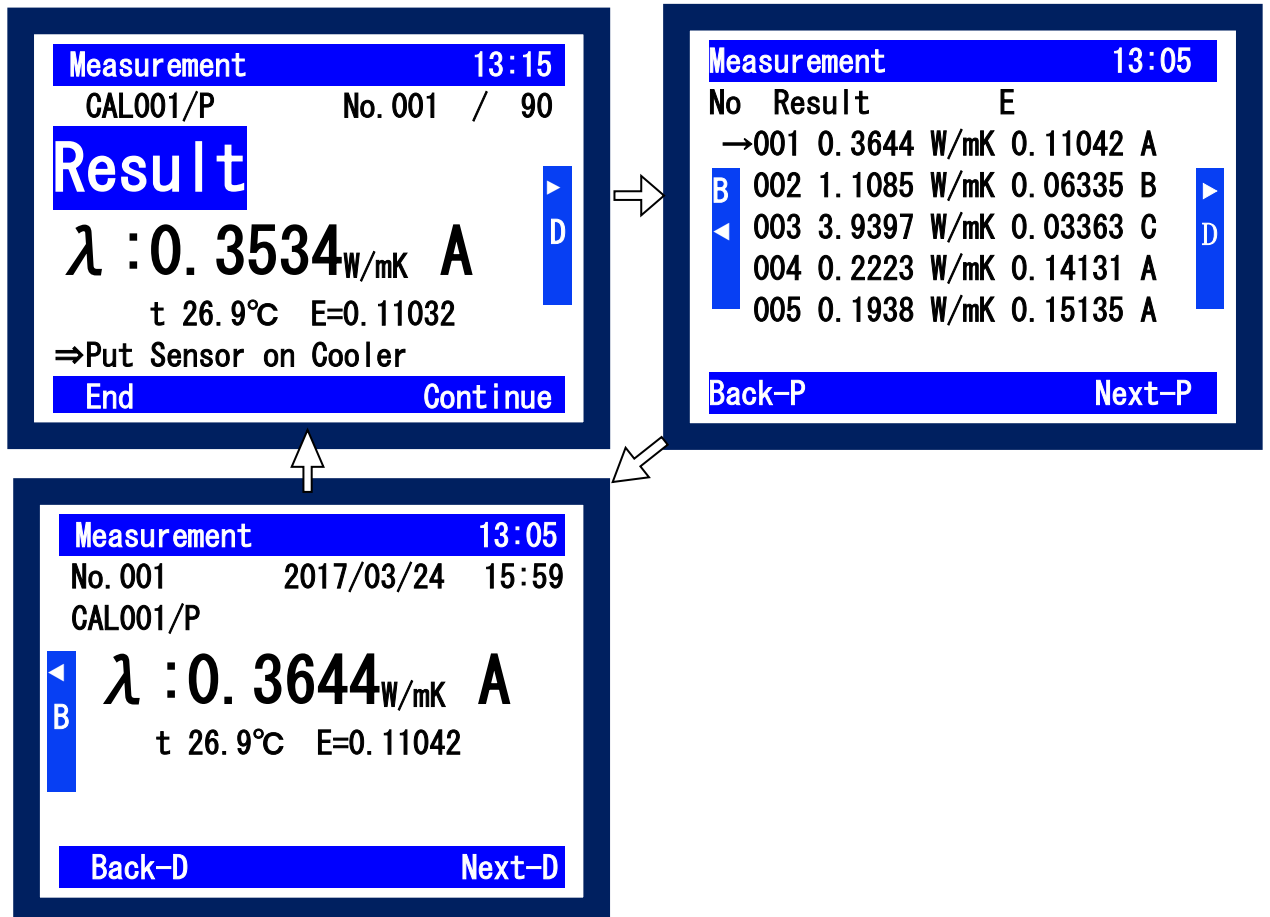 Measurement 13:15
CAL001/P No.001 / 90
Result
λ:0.3534W/mK A
t 26.9℃ E=0.11032
⇒Put Sensor on Cooler
End Continue
▶
D
Measurement 13:05
No Result E
→001 0.3644 W/mK 0.11042 A
002 1.1085 W/mK 0.06335 B
003 3.9397 W/mK 0.03363 C
004 0.2223 W/mK 0.14131 A
005 0.1938 W/mK 0.15135 A
B
◀
▶
D
Back-P Next-P
Measurement 13:05
No.001 2017/03/24 15:59
CAL001/P
λ:0.3644W/mK A
t 26.9℃ E=0.11042
◀
B
Back-D Next-D